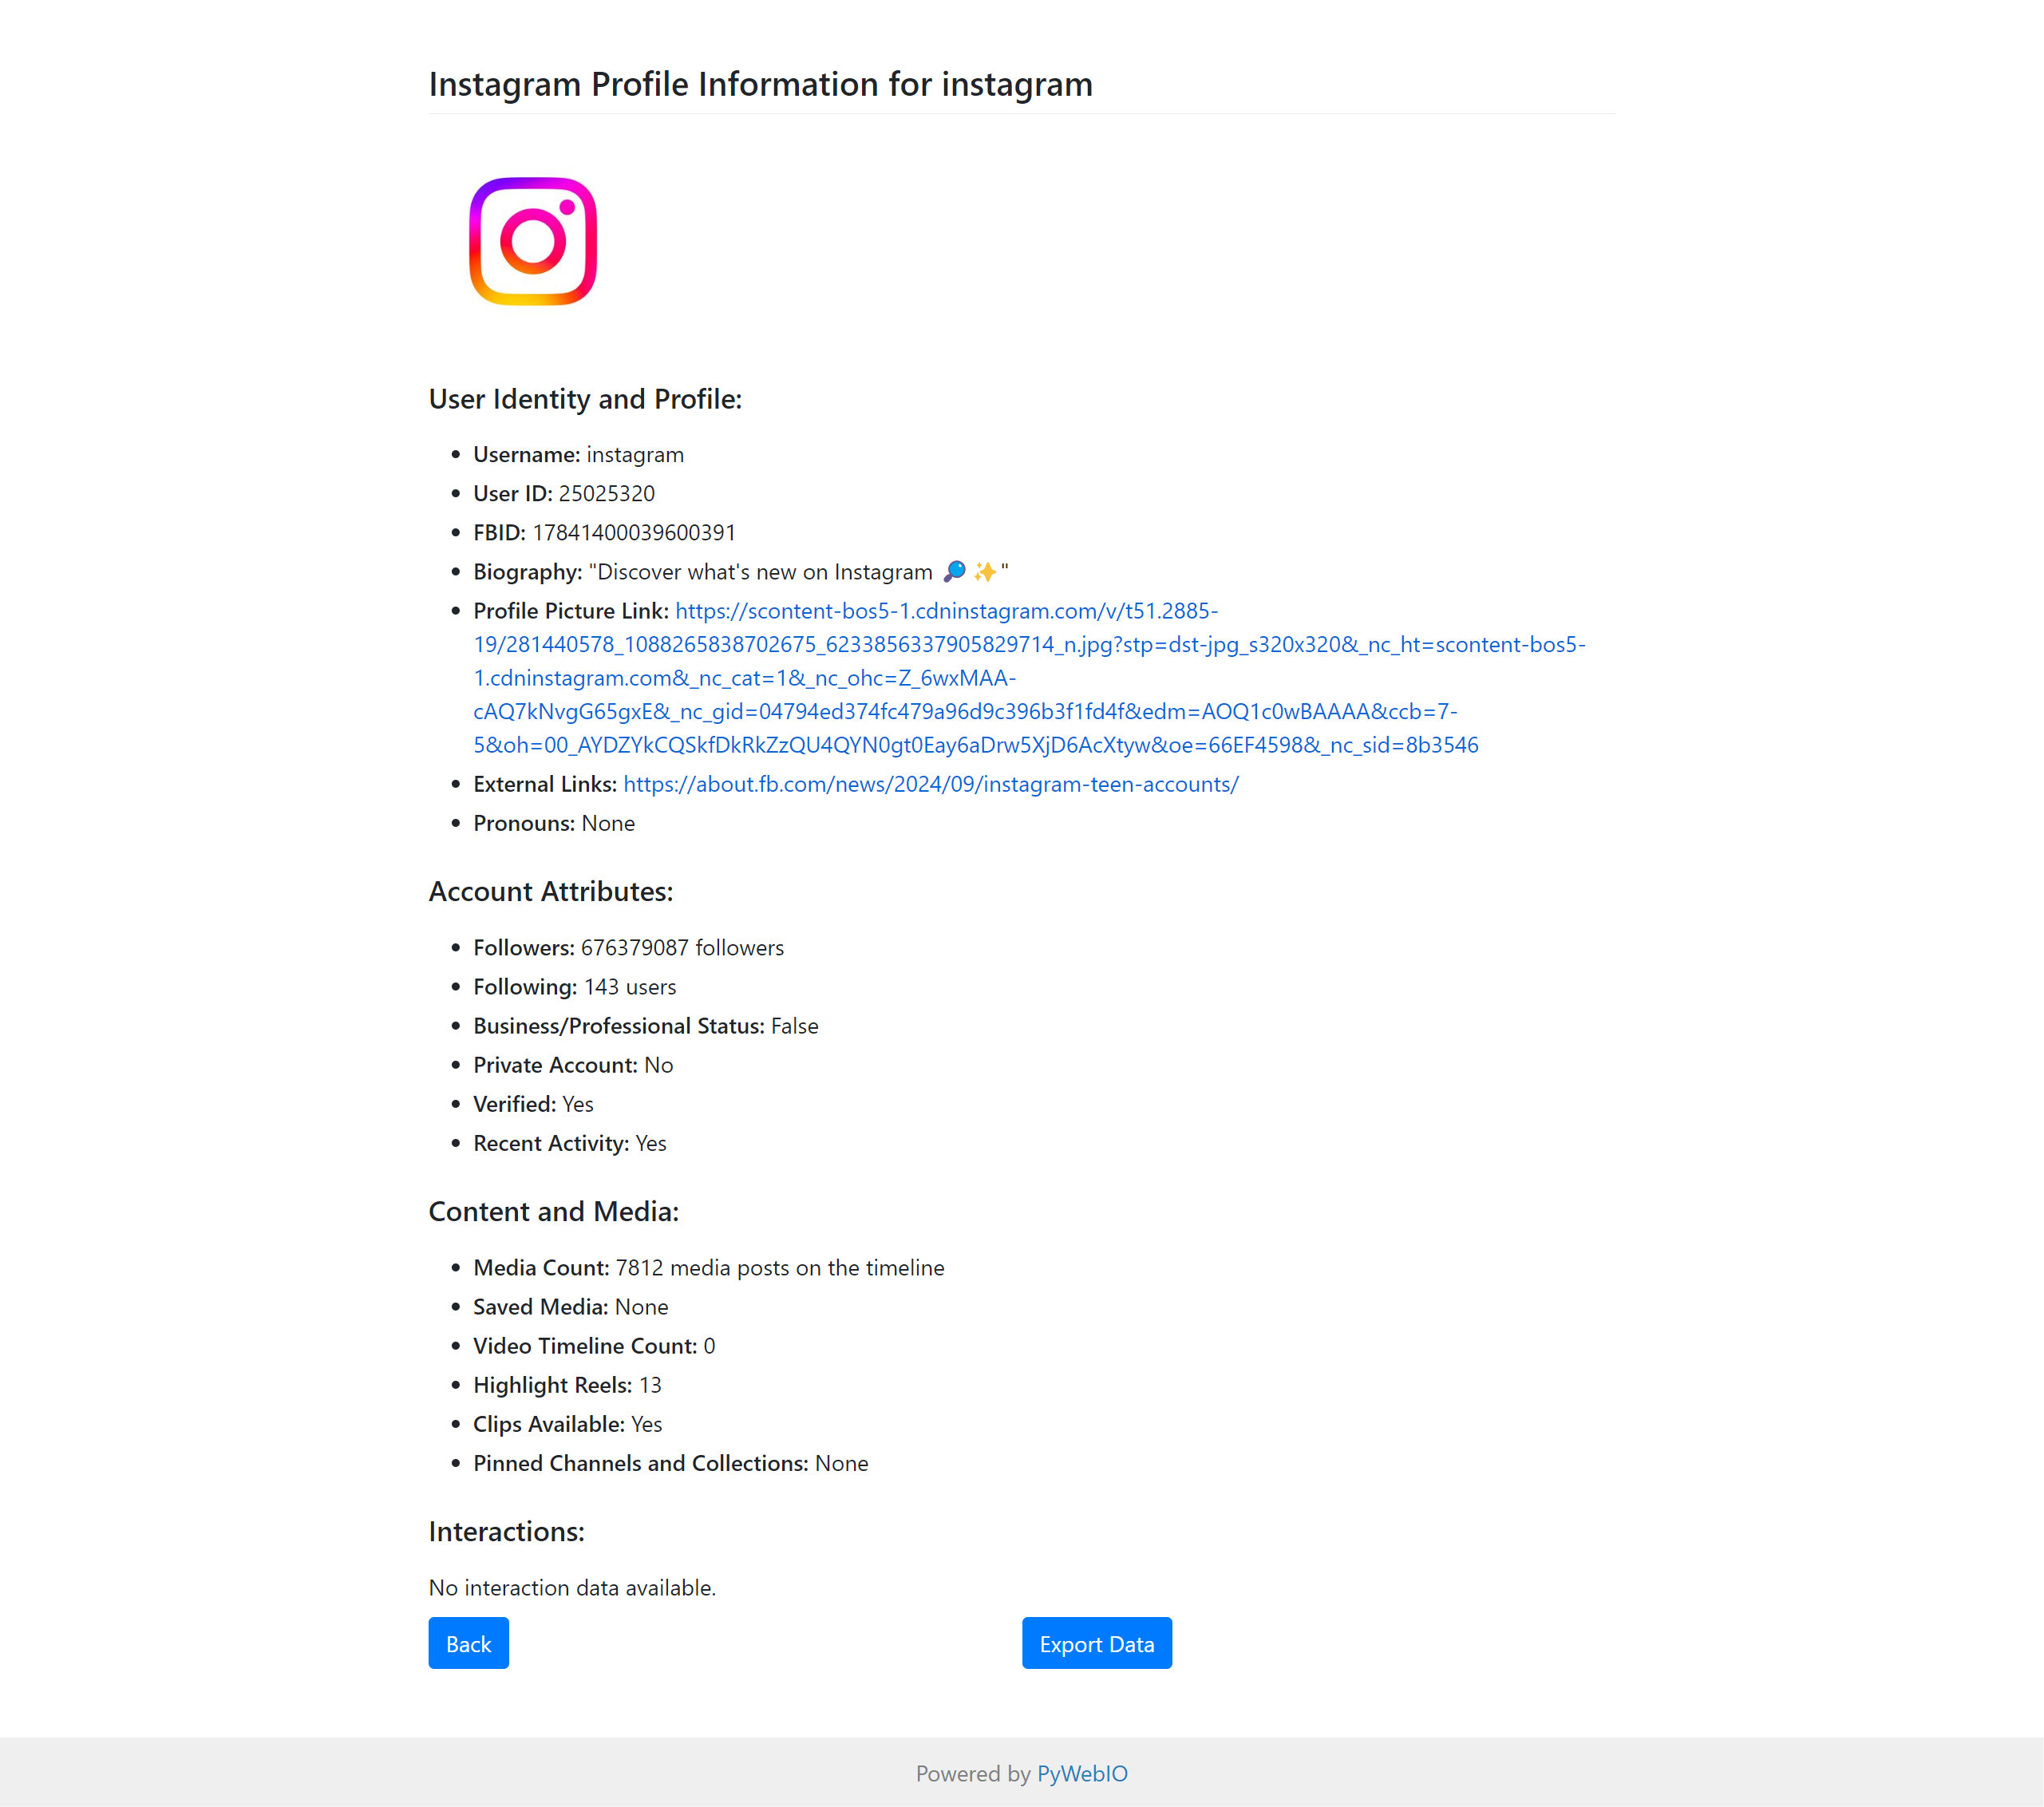 Instagram Profile Information for instagram
User Identity and Profile:
Username: instagram
User ID: 25025320
FBID: 17841400039600391
Biography: "Discover what's new on Instagram 🔎 ✨"
Profile Picture Link: https://scontent-bos5-1.cdninstagram.com/v/t51.2885-
19/281440578_1088265838702675_6233856337905829714_n.jpg?stp=dst-jpg_s320x320&_nc_ht=scontent-bos5-
1.cdninstagram.com&_nc_cat=1&_nc_ohc=Z_6wxMAA-
cAQ7kNvgG65gxE&_nc_gid=04794ed374fc479a96d9c396b3f1fd4f&edm=AOQ1c0wBAAAA&ccb=7-
5&oh=00_AYDZYkCQSkfDkRkZzQU4QYN0gt0Eay6aDrw5XjD6AcXtyw&oe=66EF4598&_nc_sid=8b3546
External Links: https://about.fb.com/news/2024/09/instagram-teen-accounts/
Pronouns: None
Account Attributes:
Followers: 676379087 followers
Following: 143 users
Business/Professional Status: False
Private Account: No
Verified: Yes
Recent Activity: Yes
Content and Media:
Media Count: 7812 media posts on the timeline
Saved Media: None
Video Timeline Count: 0
Highlight Reels: 13
Clips Available: Yes
Pinned Channels and Collections: None
Interactions:
No interaction data available.
Back
Export Data
Powered by PyWebIO